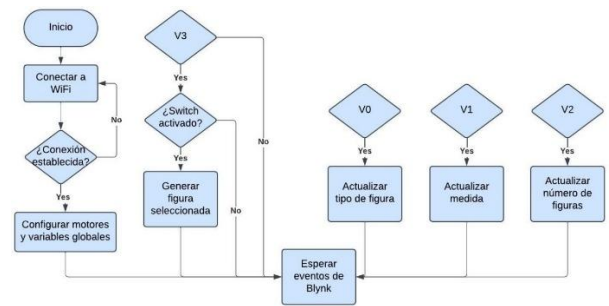 Inicio
Conectar a
WiFi
No
¿Conexión
establecida?
Yes
Configurar motores
y variables globales
V3
Yes
No
¿Switch
activado?
Yes
No
Generar
figura
seleccionada
V0
Yes
Actualizar
tipo de figura
V1
Yes
Actualizar
medida
V2
Yes
Actualizar
número de
figuras
Esperar
eventos de
Blynk